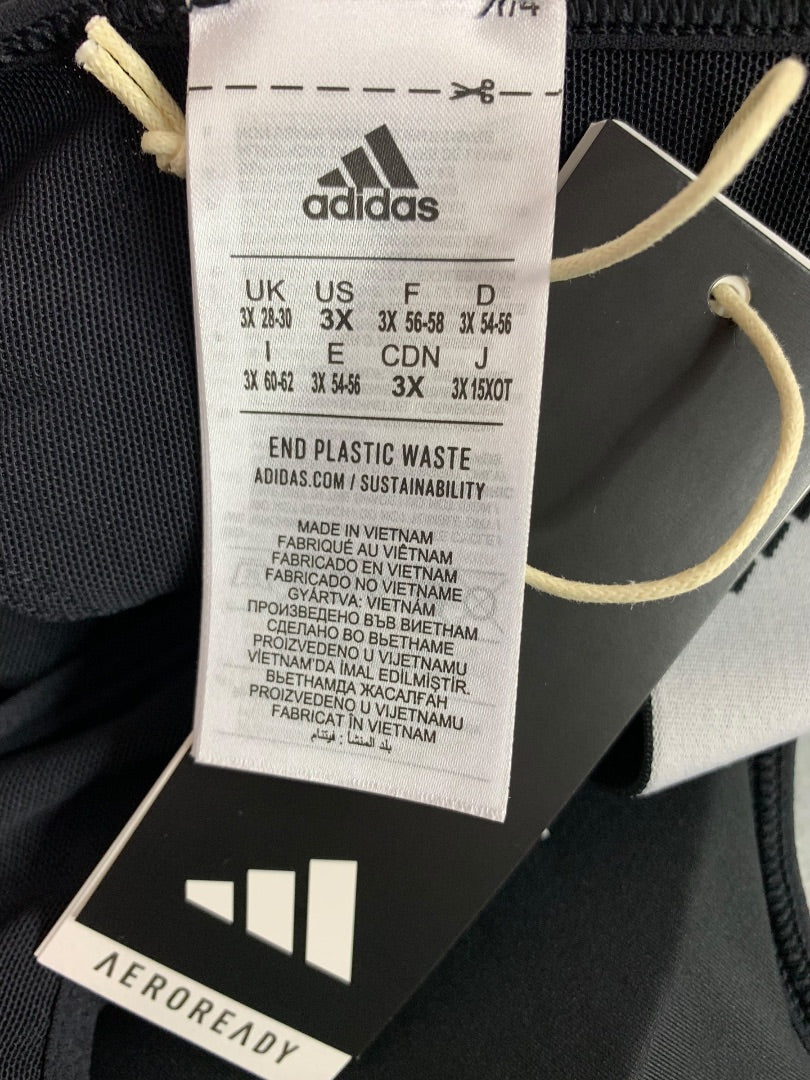 adidas
UK US F D
3X 28-30 3X 3X 56-58 3X 54-56
I E CDN J
3X 60-62 3X 54-56 3X 3X 15XOT
END PLASTIC WASTE
ADIDAS.COM / SUSTAINABILITY
MADE IN VIETNAM
FABRIQUÉ AU VIÊTNAM
FABRICADO EN VIETNAM
FABRICADO NO VIETNAME
GYÁRTVA: VIETNÁM
ПРОИЗВЕДЕНО ВЪВ ВИЕТНАМ
СДЕЛАНО ВО ВЬЕТНАМЕ
PROIZVEDENO U VIJETNAMU
VİETNAM'DA İMAL EDİLMİŞTİR.
ВЬЕТНАМДА ЖАСАЛҒАН
PROIZVEDENO U VIJETNAMU
FABRICAT ÎN VIETNAM
بلد المنشأ : فيتنام
AEROREADY